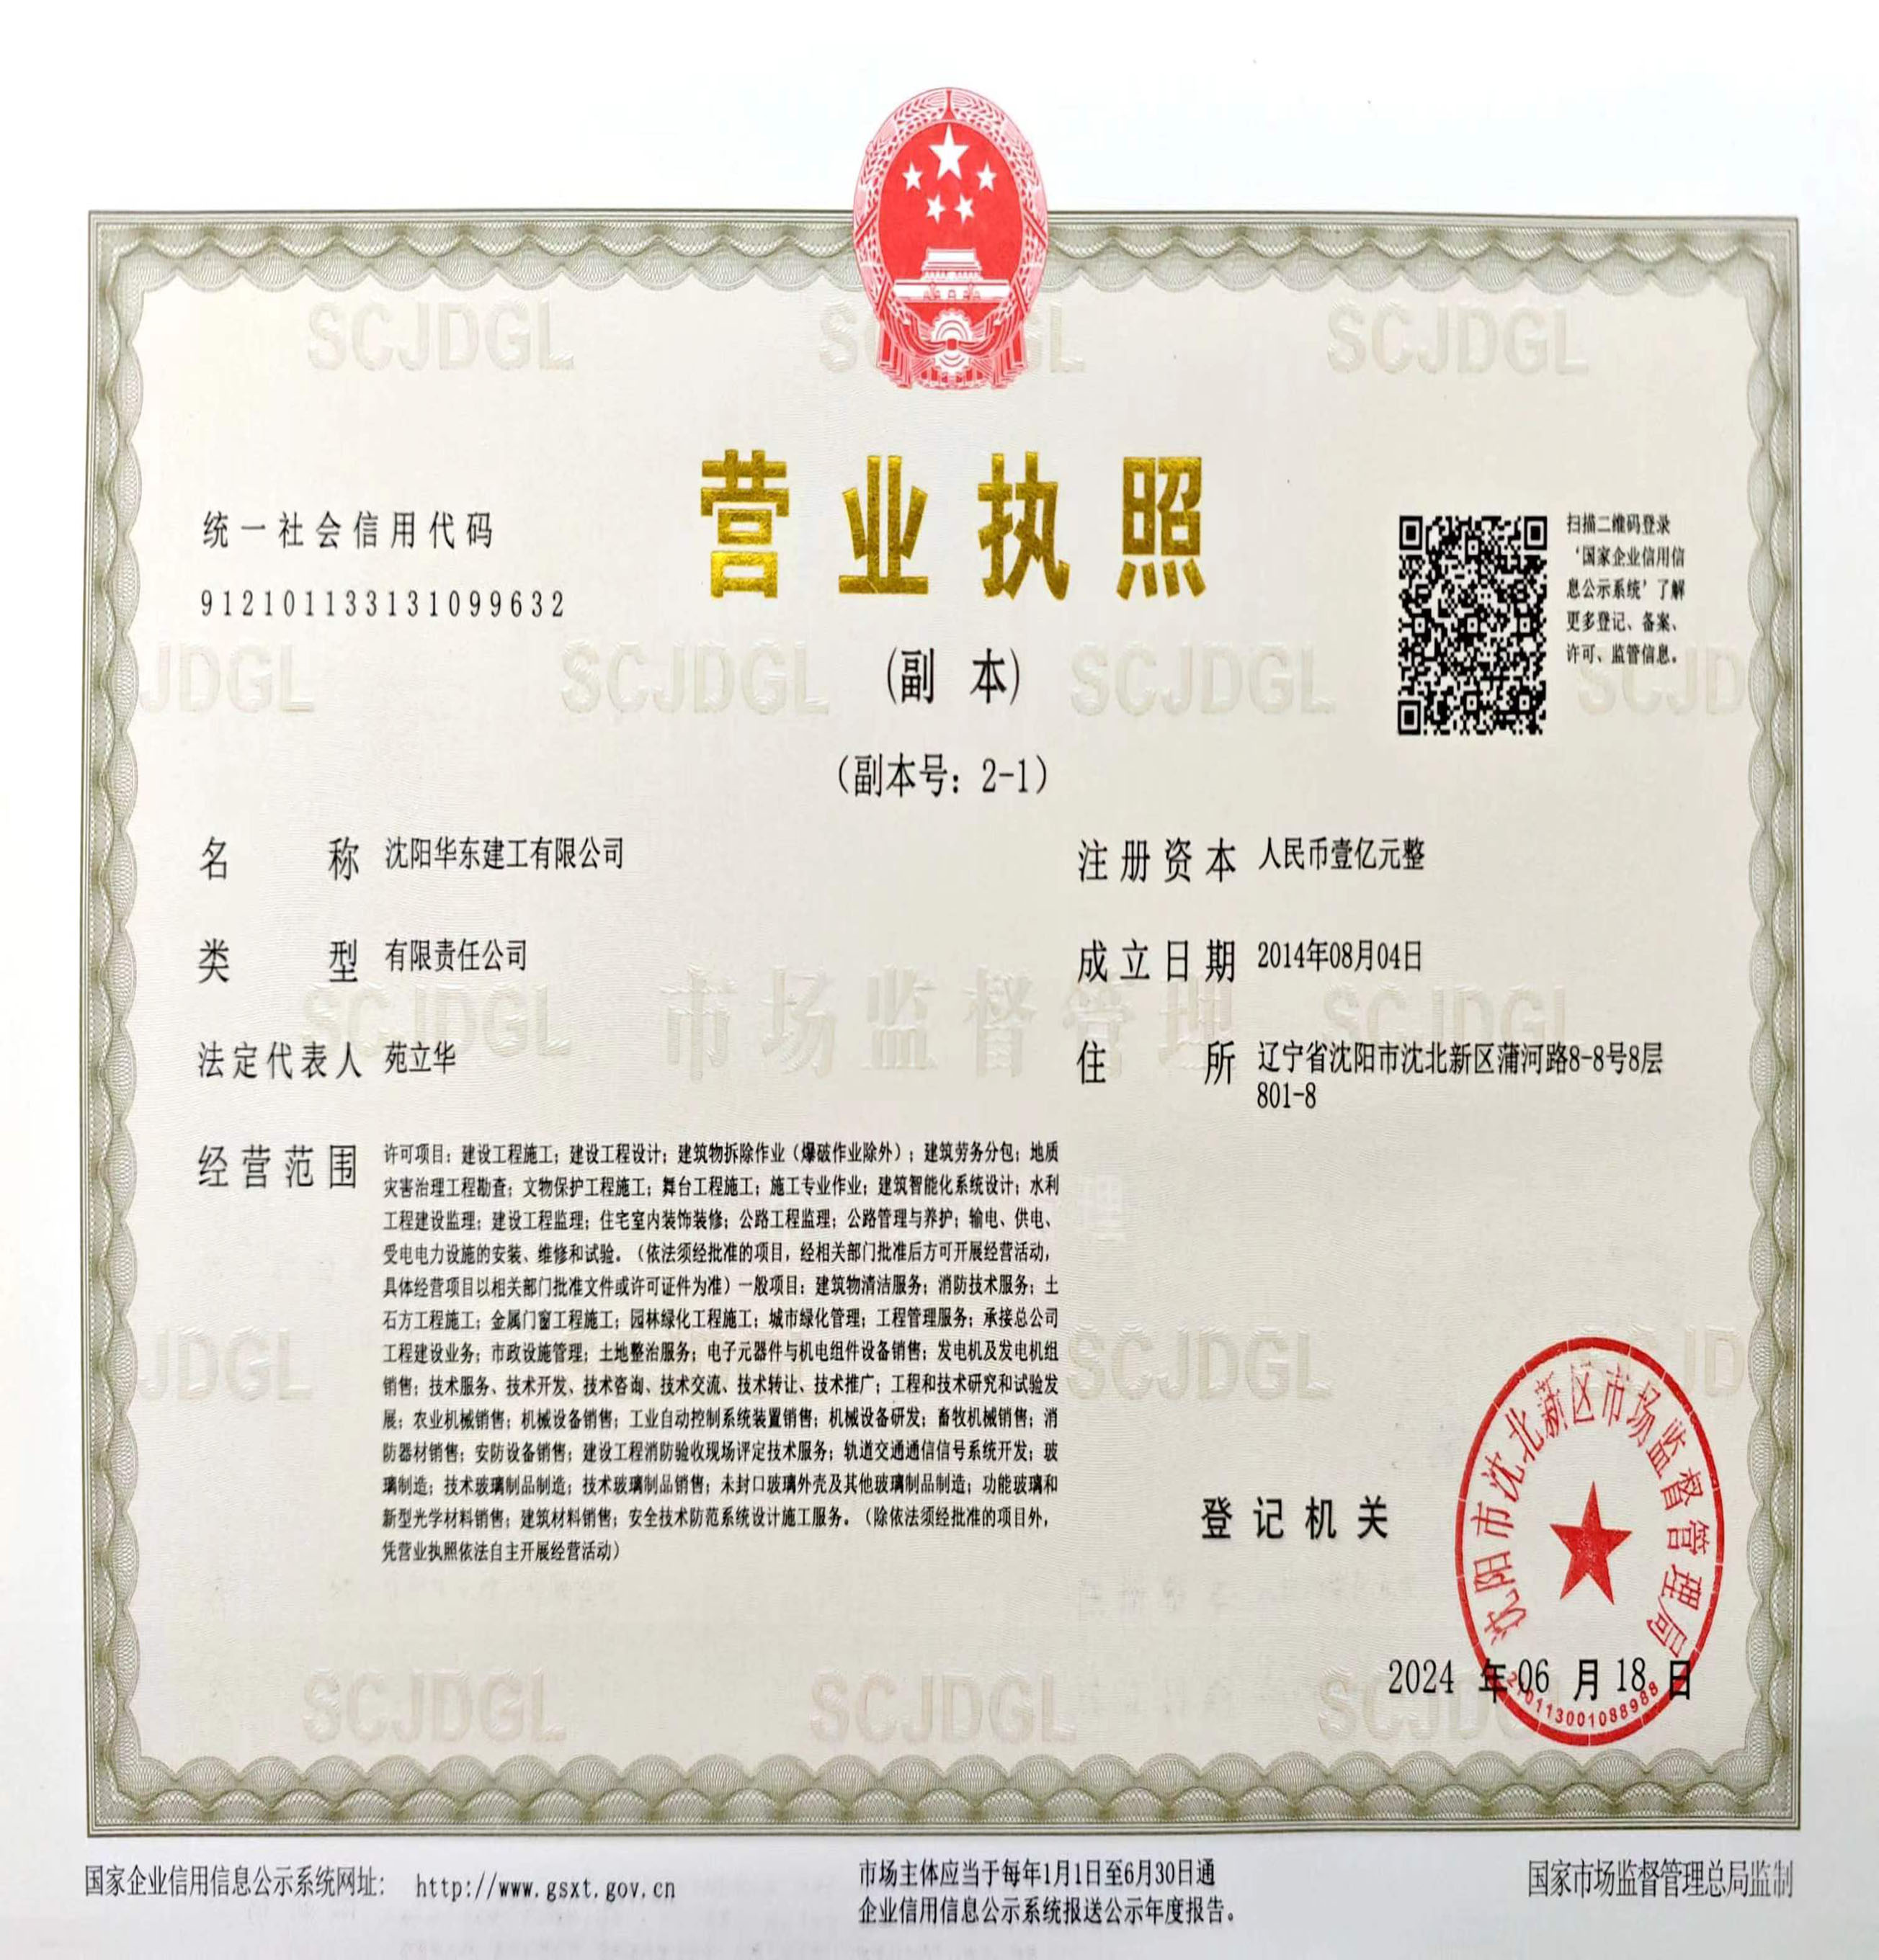 营业执照
(副 本)
(副本号：2-1)
统一社会信用代码
912101133131099632
扫描二维码登录
‘国家企业信用信
息公示系统’了解
更多登记、备案、
许可、监管信息。
名 称 沈阳华东建工有限公司
类 型 有限责任公司
法定代表人 苑立华
经营范围 许可项目：建设工程施工；建设工程设计；建筑物拆除作业（爆破作业除外）；建筑劳务分包；地质
灾害治理工程勘查；文物保护工程施工；舞台工程施工；施工专业作业；建筑智能化系统设计；水利
工程建设监理；建设工程监理；住宅室内装饰装修；公路工程监理；公路管理与养护；输电、供电、
受电电力设施的安装、维修和试验。（依法须经批准的项目，经相关部门批准后方可开展经营活动，
具体经营项目以相关部门批准文件或许可证件为准）一般项目：建筑物清洁服务；消防技术服务；土
石方工程施工；金属门窗工程施工；园林绿化工程施工；城市绿化管理；工程管理服务；承接总公司
工程建设业务；市政设施管理；土地整治服务；电子元器件与机电组件设备销售；发电机及发电机组
销售；技术服务、技术开发、技术咨询、技术交流、技术转让、技术推广；工程和技术研究和试验发
展；农业机械销售；机械设备销售；工业自动控制系统装置销售；机械设备研发；畜牧机械销售；消
防器材销售；安防设备销售；建设工程消防验收现场评定技术服务；轨道交通通信信号系统开发；玻
璃制造；技术玻璃制品制造；技术玻璃制品销售；未封口玻璃外壳及其他玻璃制品制造；功能玻璃和
新型光学材料销售；建筑材料销售；安全技术防范系统设计施工服务。（除依法须经批准的项目外，
凭营业执照依法自主开展经营活动）
注册资本 人民币壹亿元整
成立日期 2014年08月04日
住 所 辽宁省沈阳市沈北新区蒲河路8-8号8层
801-8
登记机关
沈阳市沈北新区市场监督管理局
210113001088988
2024 年 06 月 18 日
SCJDGL
市场监督管理
国家企业信用信息公示系统网址： http://www.gsxt.gov.cn
市场主体应当于每年1月1日至6月30日通
企业信用信息公示系统报送公示年度报告。
国家市场监督管理总局监制